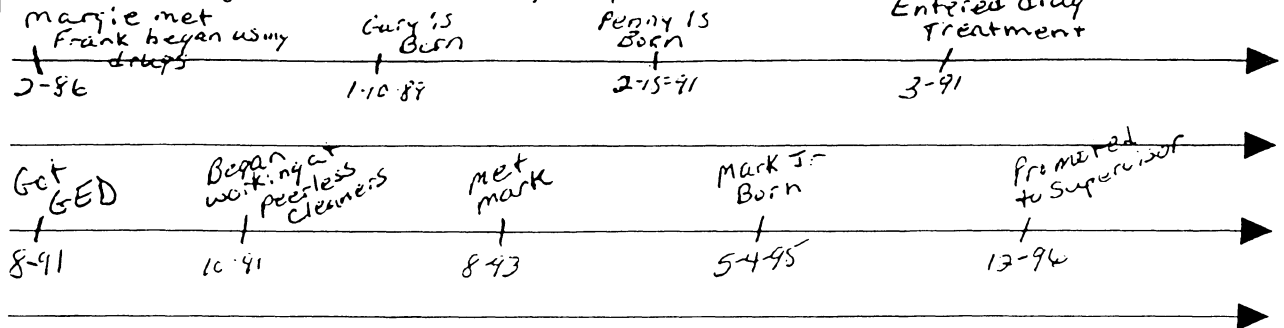 Margie met
Frank began using
drugs
Gary is
Born
Penny is
Born
Entered drug
Treatment
2-86
1-10-89
2-15-91
3-91
Got
GED
Began
working at
Peerless
Cleaners
met
mark
Mark Jr
Born
Promoted
to Supervisor
8-91
10-91
8-93
5-4-95
12-96